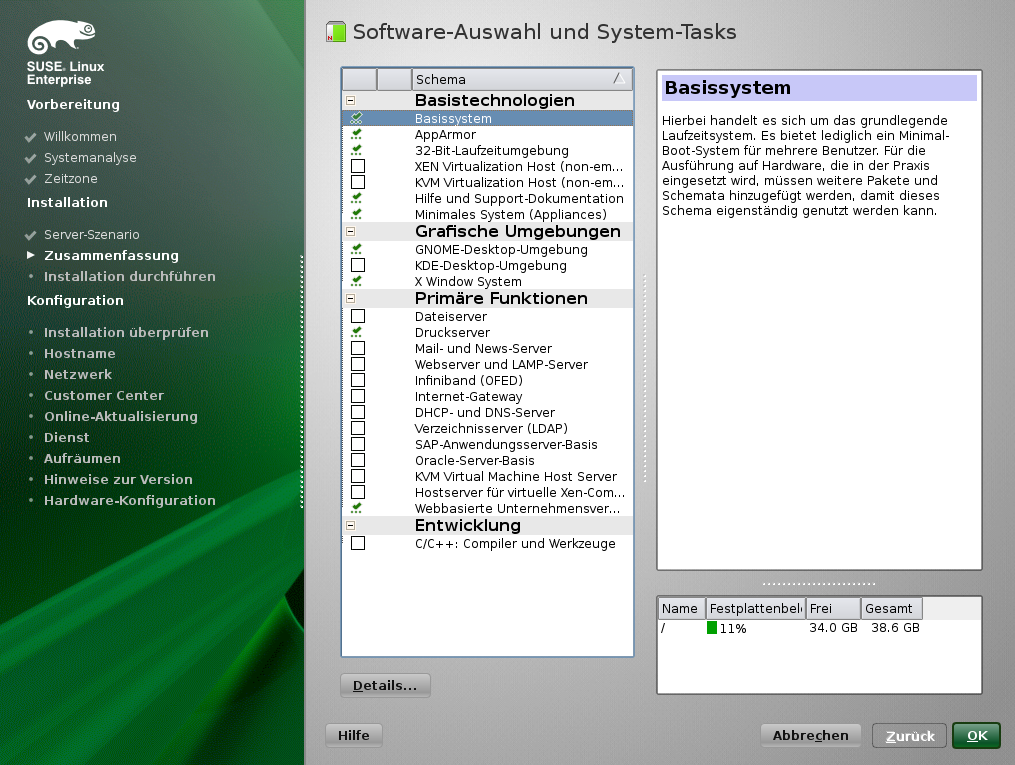 SUSE® Linux
Enterprise
Vorbereitung
Willkommen
Systemanalyse
Zeitzone
Installation
Server-Szenario
Zusammenfassung
Installation durchführen
Konfiguration
Installation überprüfen
Hostname
Netzwerk
Customer Center
Online-Aktualisierung
Dienst
Aufräumen
Hinweise zur Version
Hardware-Konfiguration
Software-Auswahl und System-Tasks
Schema
Basistechnologien
Basissystem
AppArmor
32-Bit-Laufzeitumgebung
XEN Virtualization Host (non-em...
KVM Virtualization Host (non-em...
Hilfe und Support-Dokumentation
Minimales System (Appliances)
Grafische Umgebungen
GNOME-Desktop-Umgebung
KDE-Desktop-Umgebung
X Window System
Primäre Funktionen
Dateiserver
Druckserver
Mail- und News-Server
Webserver und LAMP-Server
Infiniband (OFED)
Internet-Gateway
DHCP- und DNS-Server
Verzeichnisserver (LDAP)
SAP-Anwendungsserver-Basis
Oracle-Server-Basis
KVM Virtual Machine Host Server
Hostserver für virtuelle Xen-Com...
Webbasierte Unternehmensver...
Entwicklung
C/C++: Compiler und Werkzeuge
Details...
Basissystem
Hierbei handelt es sich um das grundlegende
Laufzeitsystem. Es bietet lediglich ein Minimal-
Boot-System für mehrere Benutzer. Für die
Ausführung auf Hardware, die in der Praxis
eingesetzt wird, müssen weitere Pakete und
Schemata hinzugefügt werden, damit dieses
Schema eigenständig genutzt werden kann.
Name Festplattenbel Frei Gesamt
/ 11% 34.0 GB 38.6 GB
Hilfe Abbrechen Zurück OK